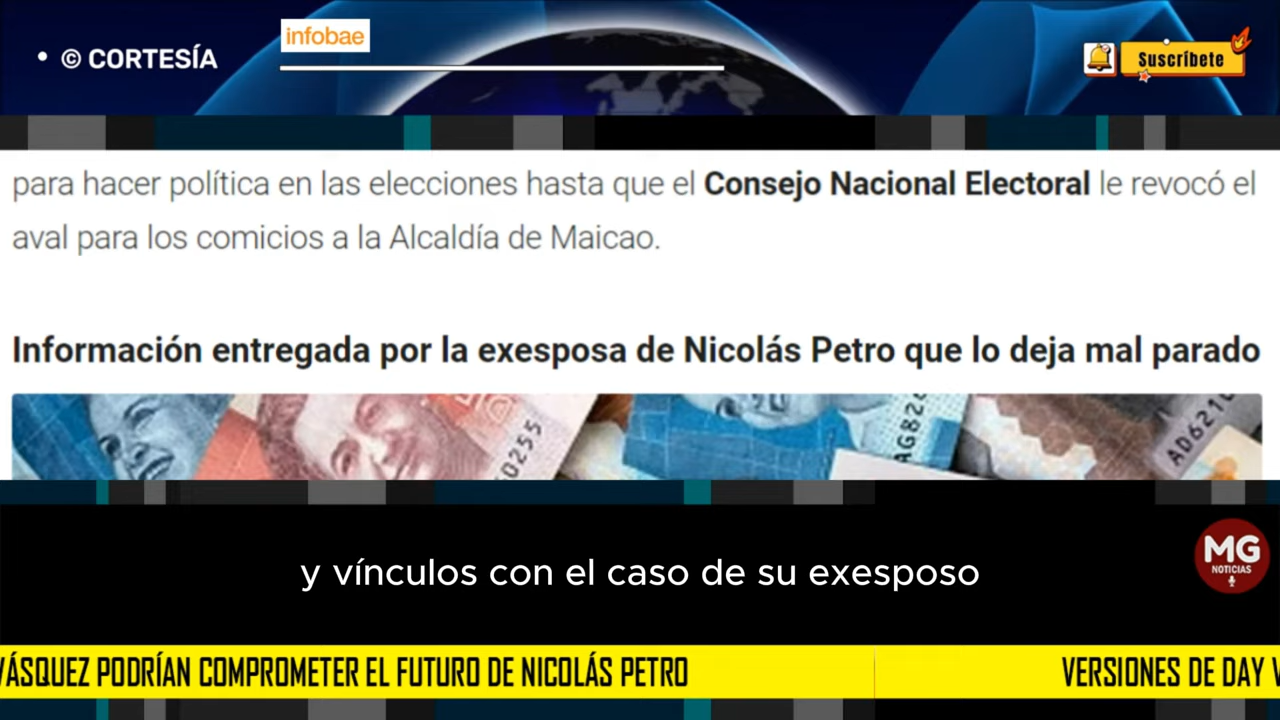 • © CORTESÍA
infobae
Suscríbete
para hacer política en las elecciones hasta que el Consejo Nacional Electoral le revocó el
aval para los comicios a la Alcaldía de Maicao.
Información entregada por la exesposa de Nicolás Petro que lo deja mal parado
0255
AG82
AD621
y vínculos con el caso de su exesposo
MG
NOTICIAS
VÁSQUEZ PODRÍAN COMPROMETER EL FUTURO DE NICOLÁS PETRO
VERSIONES DE DAY V